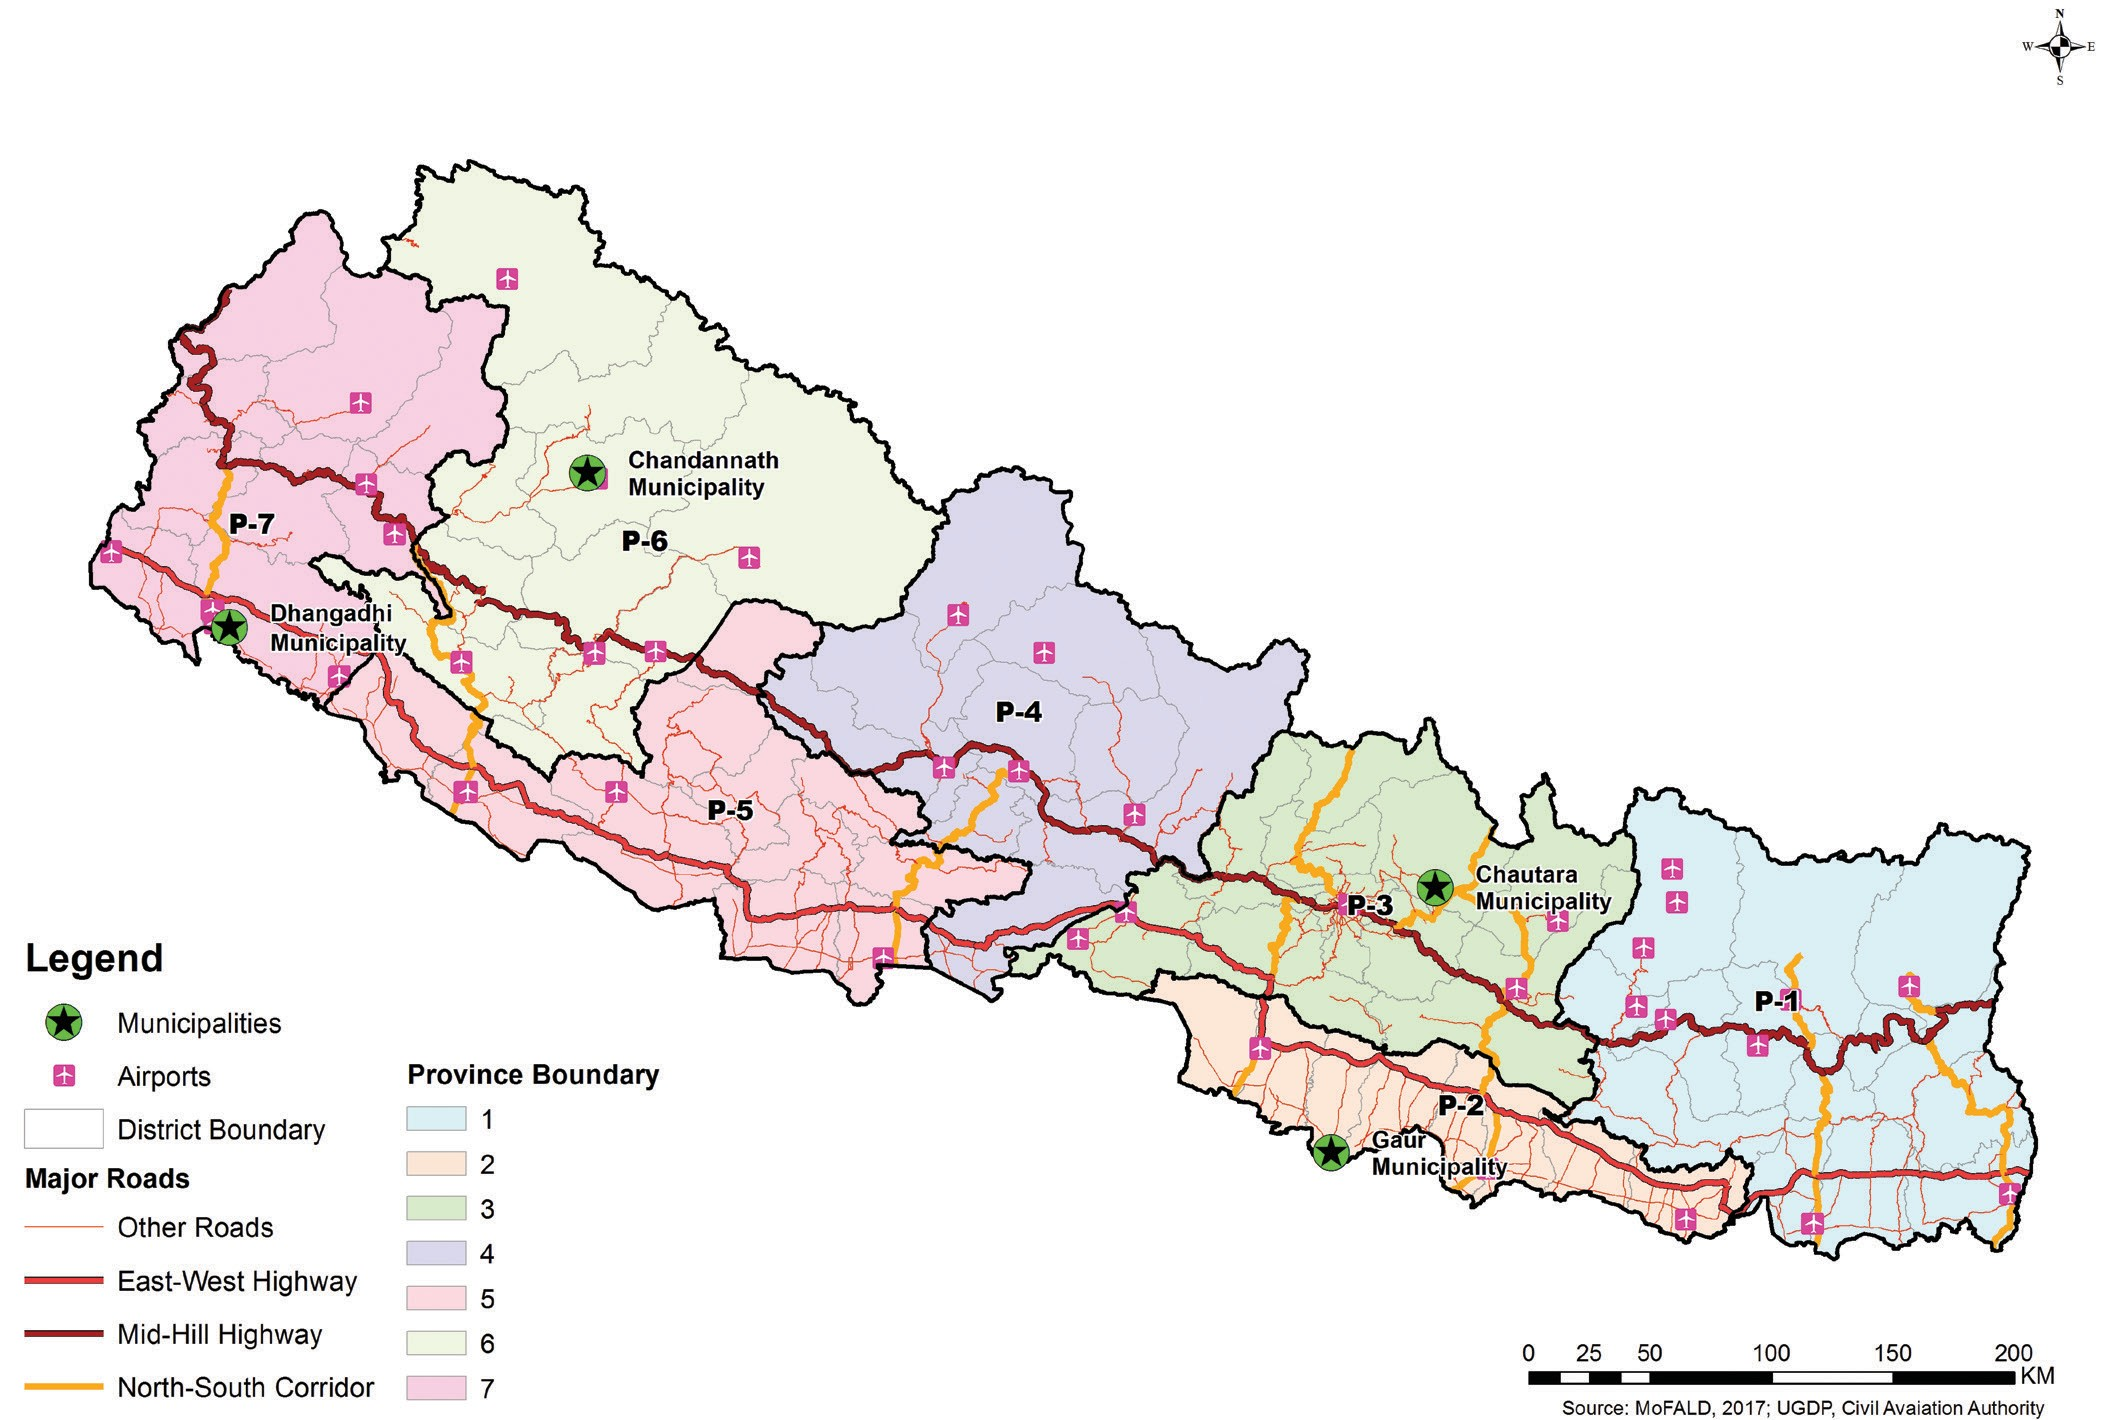 N
W E
S
Chandannath
Municipality
P-7
P-6
Dhangadhi
Municipality
P-4
P-5
Chautara
Municipality
P-3
P-1
P-2
Gaur
Municipality
Legend
Municipalities
Airports
District Boundary
Major Roads
Other Roads
East-West Highway
Mid-Hill Highway
North-South Corridor
Province Boundary
1
2
3
4
5
6
7
0 25 50 100 150 200
KM
Source: MoFALD, 2017; UGDP, Civil Avaiation Authority